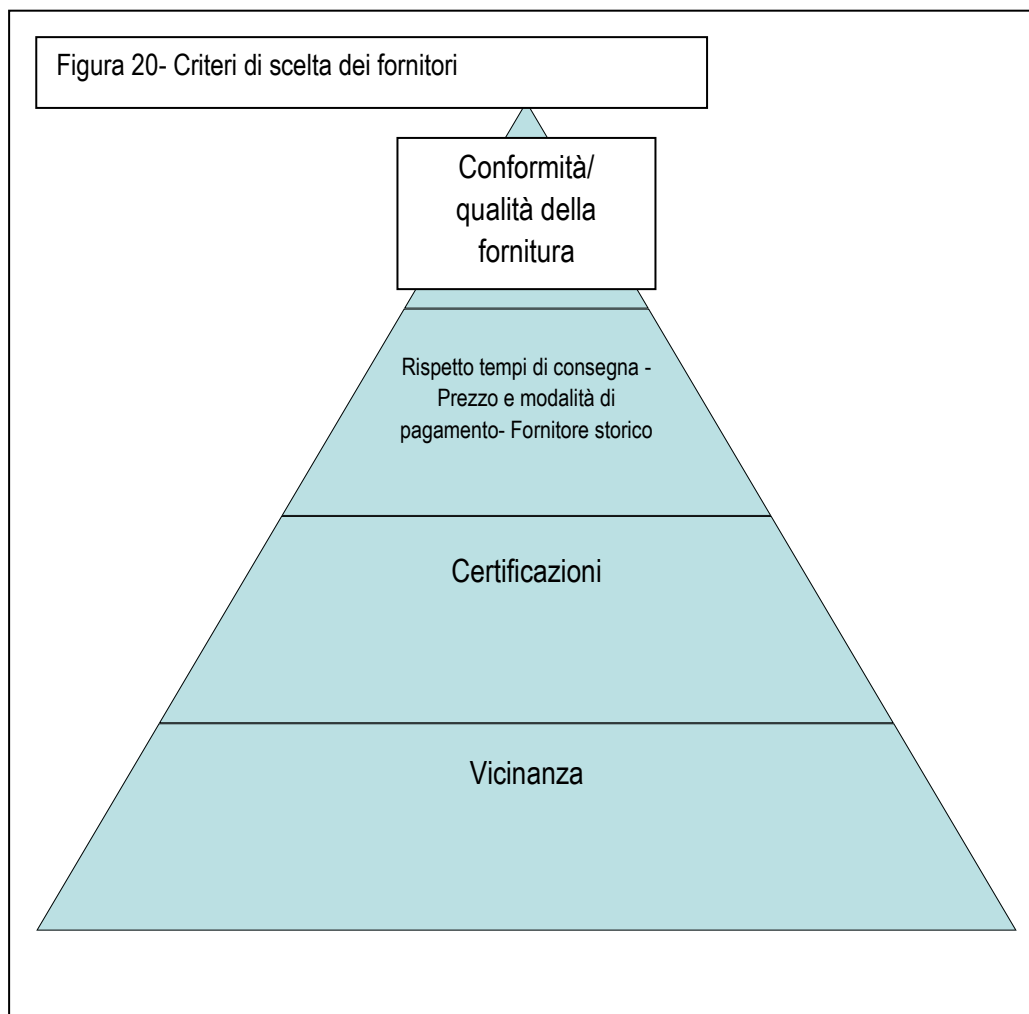 Figura 20- Criteri di scelta dei fornitori
Conformità/
qualità della
fornitura
Rispetto tempi di consegna -
Prezzo e modalità di
pagamento- Fornitore storico
Certificazioni
Vicinanza